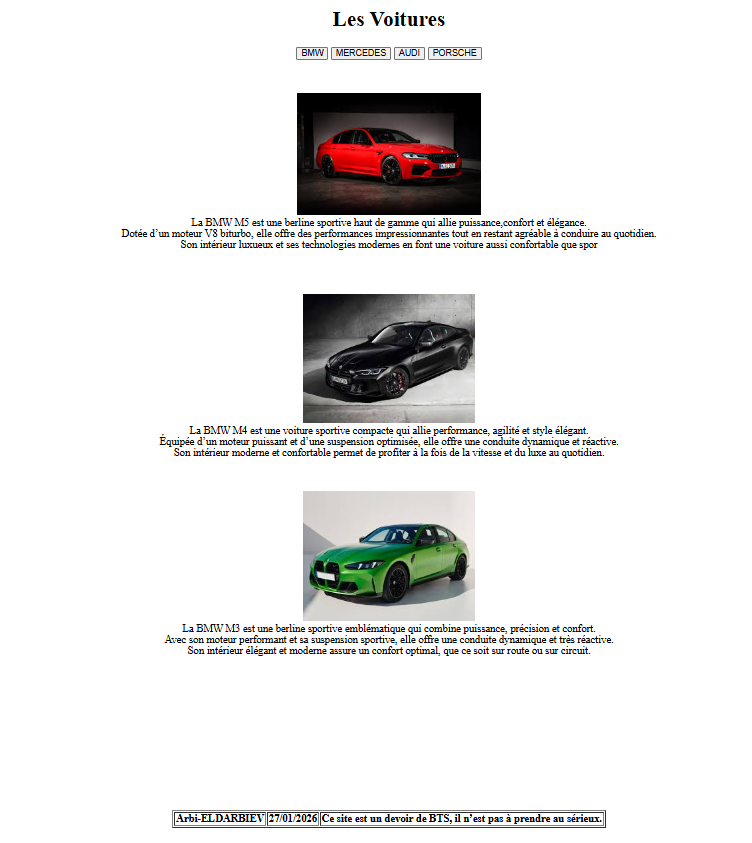 Les Voitures
BMW MERCEDES AUDI PORSCHE
La BMW M5 est une berline sportive haut de gamme qui allie puissance,confort et élégance.
Dotée d’un moteur V8 biturbo, elle offre des performances impressionnantes tout en restant agréable à conduire au quotidien.
Son intérieur luxueux et ses technologies modernes en font une voiture aussi confortable que spor
La BMW M4 est une voiture sportive compacte qui allie performance, agilité et style élégant.
Équipée d’un moteur puissant et d’une suspension optimisée, elle offre une conduite dynamique et réactive.
Son intérieur moderne et confortable permet de profiter à la fois de la vitesse et du luxe au quotidien.
La BMW M3 est une berline sportive emblématique qui combine puissance, précision et confort.
Avec son moteur performant et sa suspension sportive, elle offre une conduite dynamique et très réactive.
Son intérieur élégant et moderne assure un confort optimal, que ce soit sur route ou sur circuit.
Arbi-ELDARBIEV 27/01/2026 Ce site est un devoir de BTS, il n’est pas à prendre au sérieux.